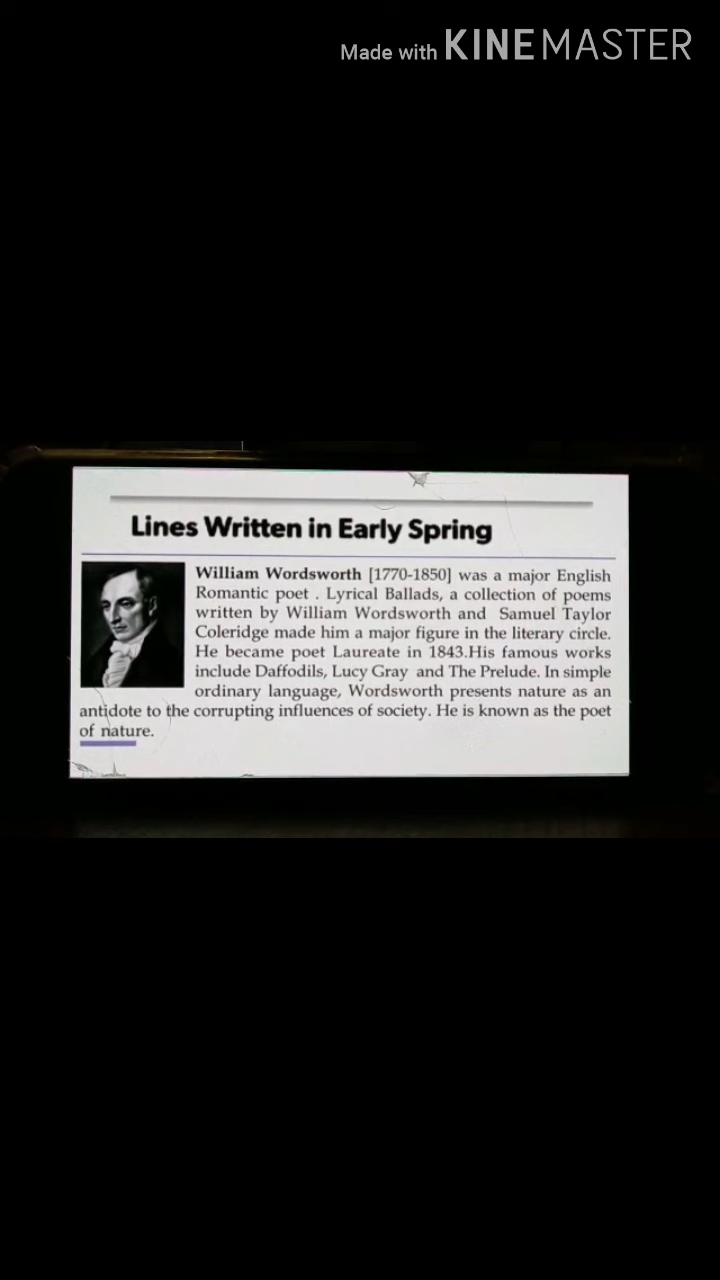 Made with KINEMASTER
Lines Written in Early Spring
William Wordsworth [1770-1850] was a major English
Romantic poet . Lyrical Ballads, a collection of poems
written by William Wordsworth and Samuel Taylor
Coleridge made him a major figure in the literary circle.
He became poet Laureate in 1843.His famous works
include Daffodils, Lucy Gray and The Prelude. In simple
ordinary language, Wordsworth presents nature as an
antidote to the corrupting influences of society. He is known as the poet
of nature.